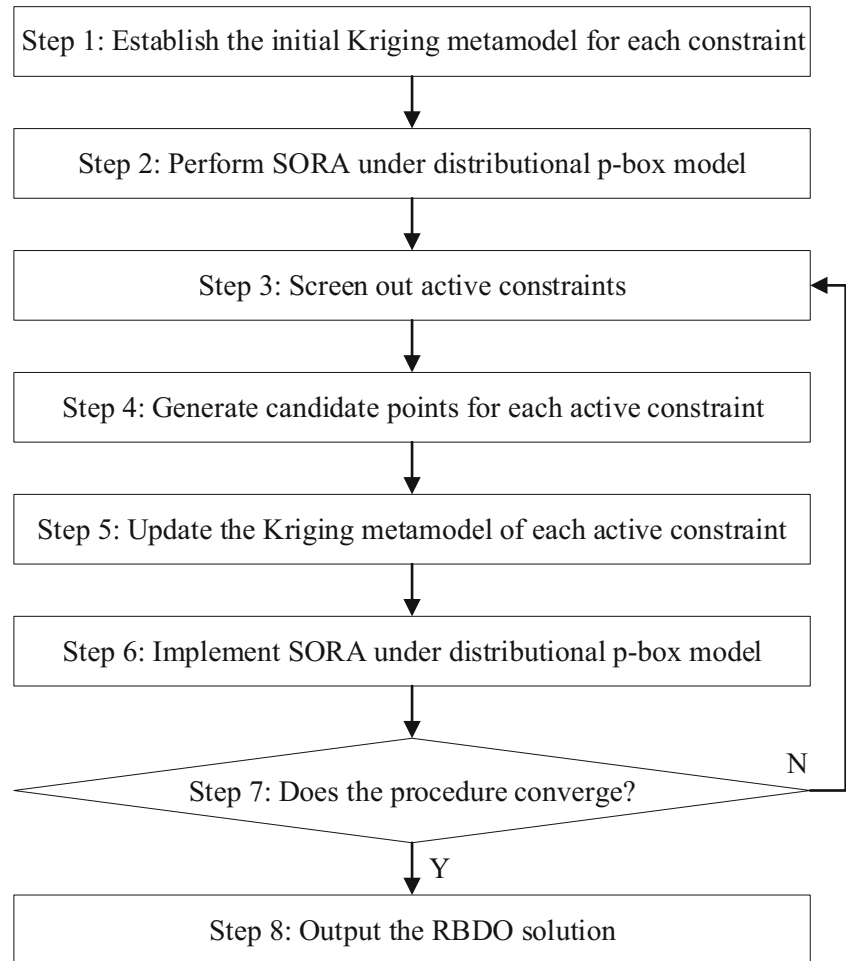 Step 1: Establish the initial Kriging metamodel for each constraint
Step 2: Perform SORA under distributional p-box model
Step 3: Screen out active constraints
Step 4: Generate candidate points for each active constraint
Step 5: Update the Kriging metamodel of each active constraint
Step 6: Implement SORA under distributional p-box model
N
Step 7: Does the procedure converge?
Y
Step 8: Output the RBDO solution